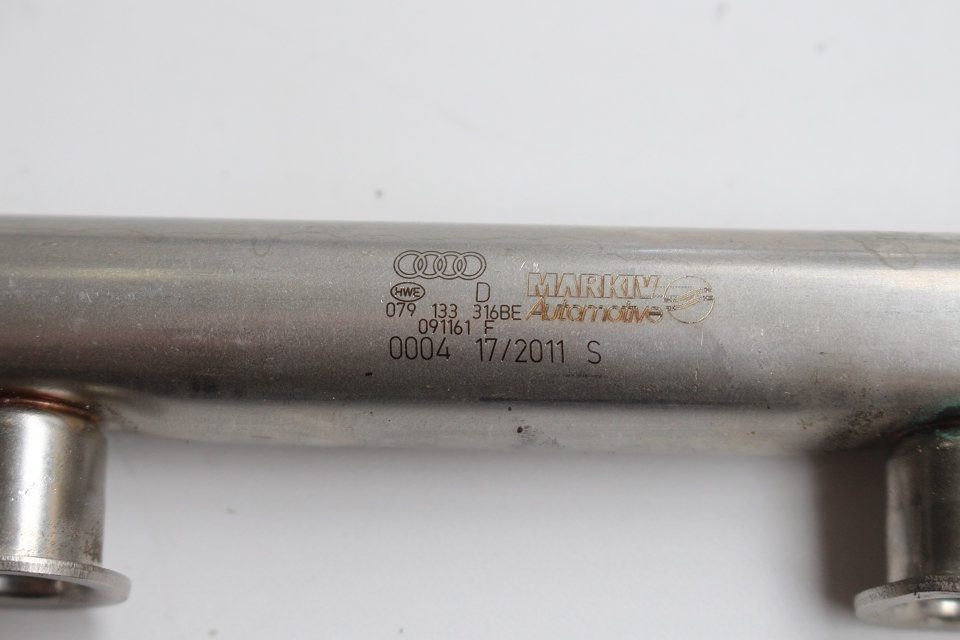 HWE D
MARKIV
Automotive
079 133 316BE
091161 F
0004 17/2011 S